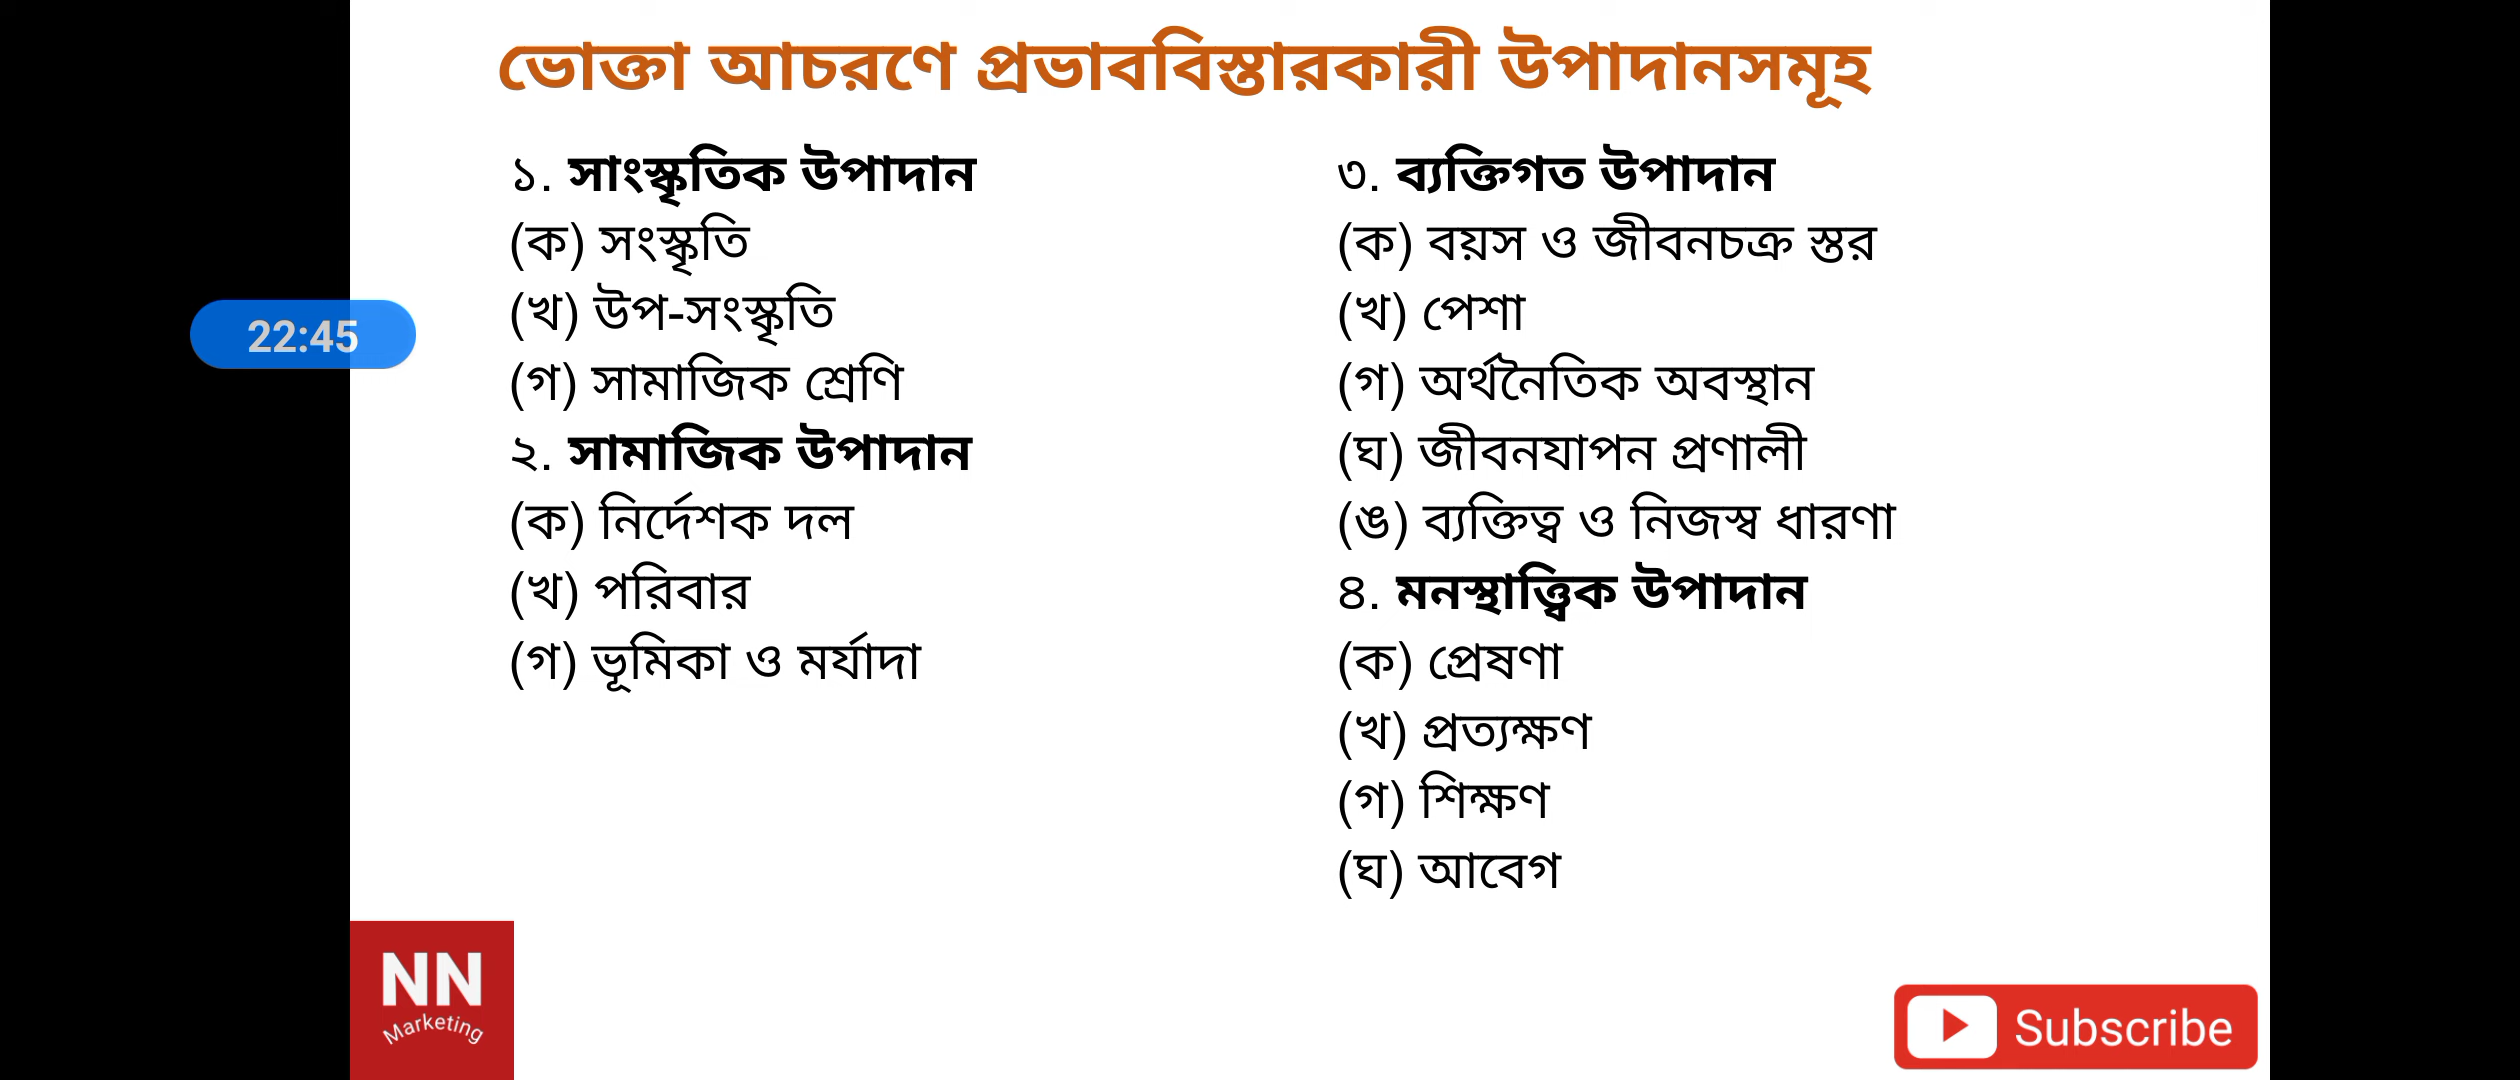 ভোক্তা আচরণে প্রভাববিস্তারকারী উপাদানসমূহ
১. সাংস্কৃতিক উপাদান
(ক) সংস্কৃতি
(খ) উপ-সংস্কৃতি
(গ) সামাজিক শ্রেণি
২. সামাজিক উপাদান
(ক) নির্দেশক দল
(খ) পরিবার
(গ) ভূমিকা ও মর্যাদা
৩. ব্যক্তিগত উপাদান
(ক) বয়স ও জীবনচক্র স্তর
(খ) পেশা
(গ) অর্থনৈতিক অবস্থান
(ঘ) জীবনযাপন প্রণালী
(ঙ) ব্যক্তিত্ব ও নিজস্ব ধারণা
৪. মনস্থাত্ত্বিক উপাদান
(ক) প্রেষণা
(খ) প্রত্যক্ষণ
(গ) শিক্ষণ
(ঘ) আবেগ
22:45
NN
Marketing
Subscribe